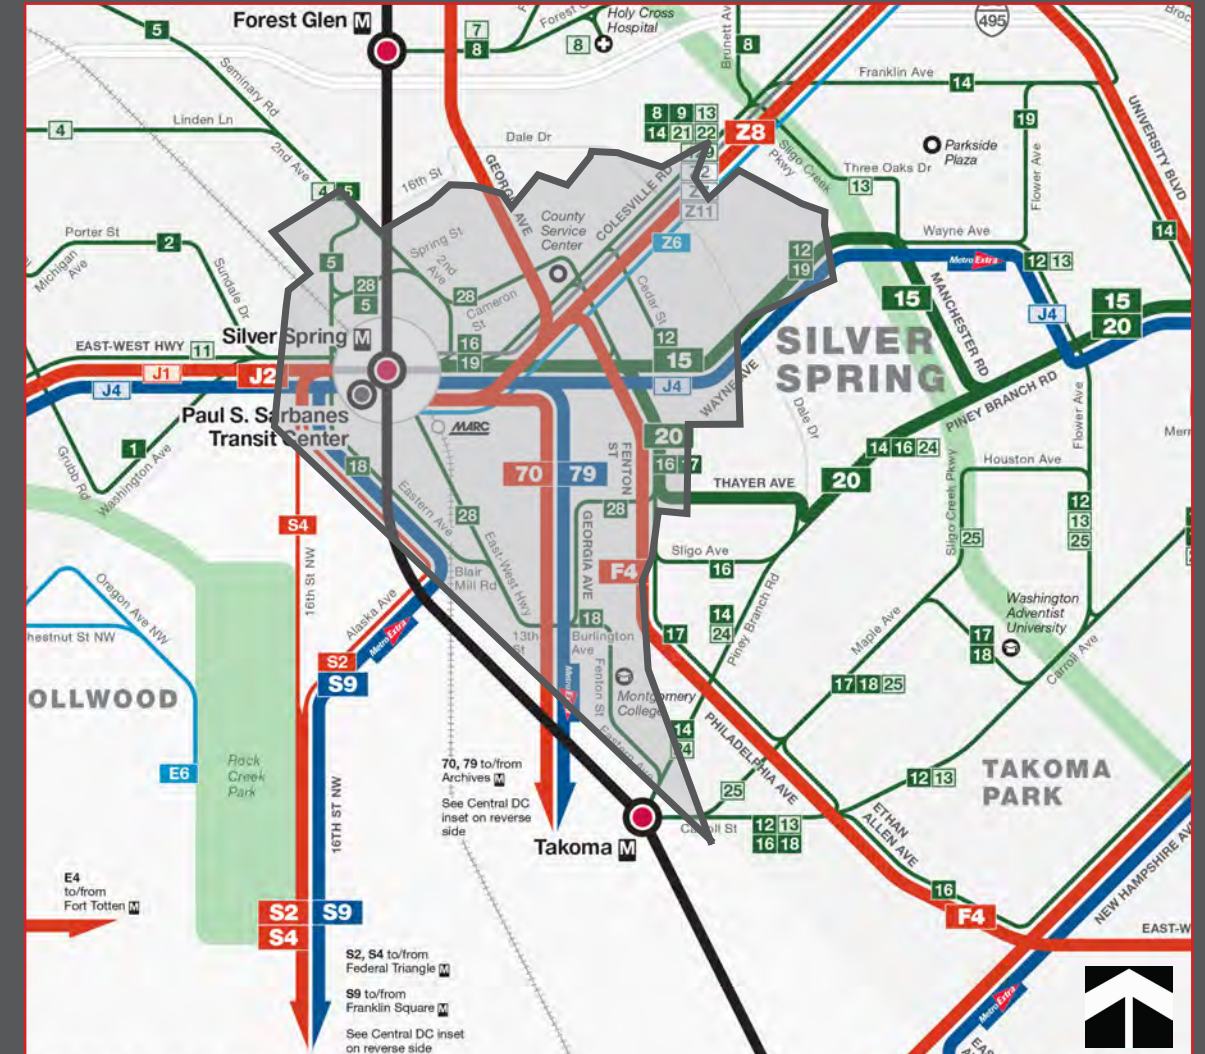 Forest Glen M
7
8
8
Holy Cross
Hospital
Brunett Av
8
495
5
Seminary Rd
4
Linden Ln
2nd Ave
4 5
16th St
Dale Dr
GEORGIA AVE
8 9 13
14 21 22
Z8
Z2
Z11
Z6
COLESVILLE RD
Sligo Creek
Pkwy
Franklin Ave
14
19
Flower Ave
UNIVERSITY BLVD
14
Parkside
Plaza
Three Oaks Dr
13
Wayne Ave
Metro Extra
12 13
Porter St
2
Michigan
Ave
Sundale Dr
Spring St
2nd
Ave
County
Service
Center
5
28
5
28
Cameron
St
Cedar St
12
19
12
15
MANCHESTER RD
J4
15
20
Silver Spring M
EAST-WEST HWY 11
J1
J2
J4
16
19
15
J4
WAYNE AVE
SILVER
SPRING
Paul S. Sarbanes
Transit Center
MARC
Dale Dr
PINEY BRANCH RD
Flower Ave
Merr
1
Grubb Rd
Washington Ave
18
Eastern Ave
70 79
FENTON
ST
20
16 17
THAYER AVE
20
14 16 24
Houston Ave
Sligo Creek Pkwy
25
12
13
25
S4
16th St NW
28
East-West Hwy
28
GEORGIA AVE
F4
Sligo Ave
16
Blair
Mill Rd
Alaska Ave
Metro Extra
14
24
Piney Branch Rd
Oregon Ave NW
hestnut St NW
13th
St
18
Burlington
Ave
17
Maple Ave
17
18
Washington
Adventist
University
Carroll Ave
S2
S9
Metro Extra
Fenton St
Montgomery
College
17 18 25
OLLWOOD
E6
Rock
Creek
Park
16TH ST NW
70, 79 to/from
Archives M
See Central DC
inset on reverse
side
Eastern Ave
14
24
PHILADELPHIA AVE
25
12 13
TAKOMA
PARK
Takoma M
Carroll St
12 13
16 18
ETHAN
ALLEN AVE
16
F4
NEW HAMPSHIRE AV
EAST-W
E4
to/from
Fort Totten M
S2 S9
S4
S2, S4 to/from
Federal Triangle M
S9 to/from
Franklin Square M
See Central DC inset
on reverse side
Metro Extra